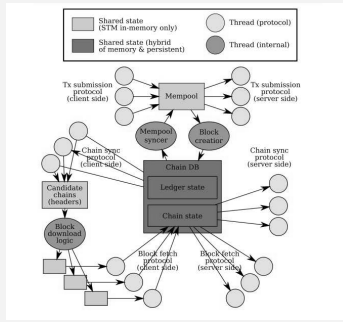 Shared state
(STM in-memory only)
Thread (protocol)
Shared state (hybrid
of memory & persistent)
Thread (internal)
Tx submission
protocol
(client side)
Mempool
Tx submission
protocol
(server side)
Mempool
syncer
Block
creatior
Chain sync
protocol
(client side)
Chain sync
protocol
(server side)
Chain DB
Ledger state
Chain state
Candidate
chains
(headers)
Block
download
logic
Block fetch
protocol
(client side)
Block fetch
protocol
(server side)